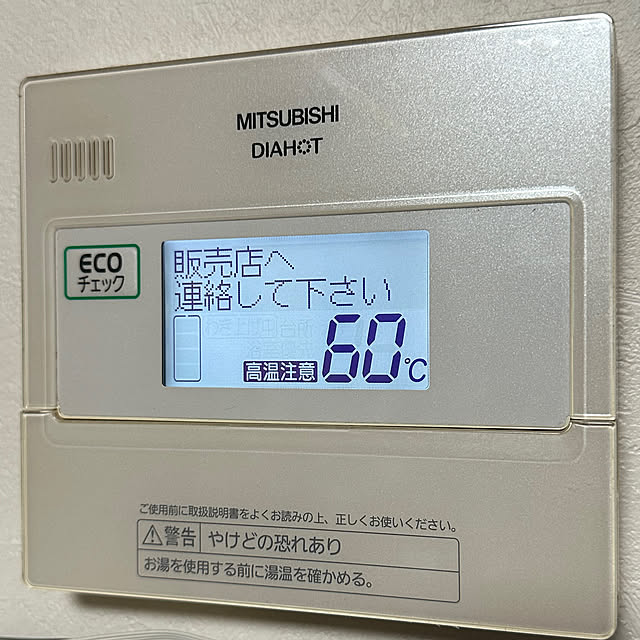 MITSUBISHI
DIAHOT
ECO
チェック
販売店へ
連絡して下さい
高温注意 60℃
ご使用前に取扱説明書をよくお読みの上、正しくお使いください。
警告 やけどの恐れあり
お湯を使用する前に湯温を確かめる。